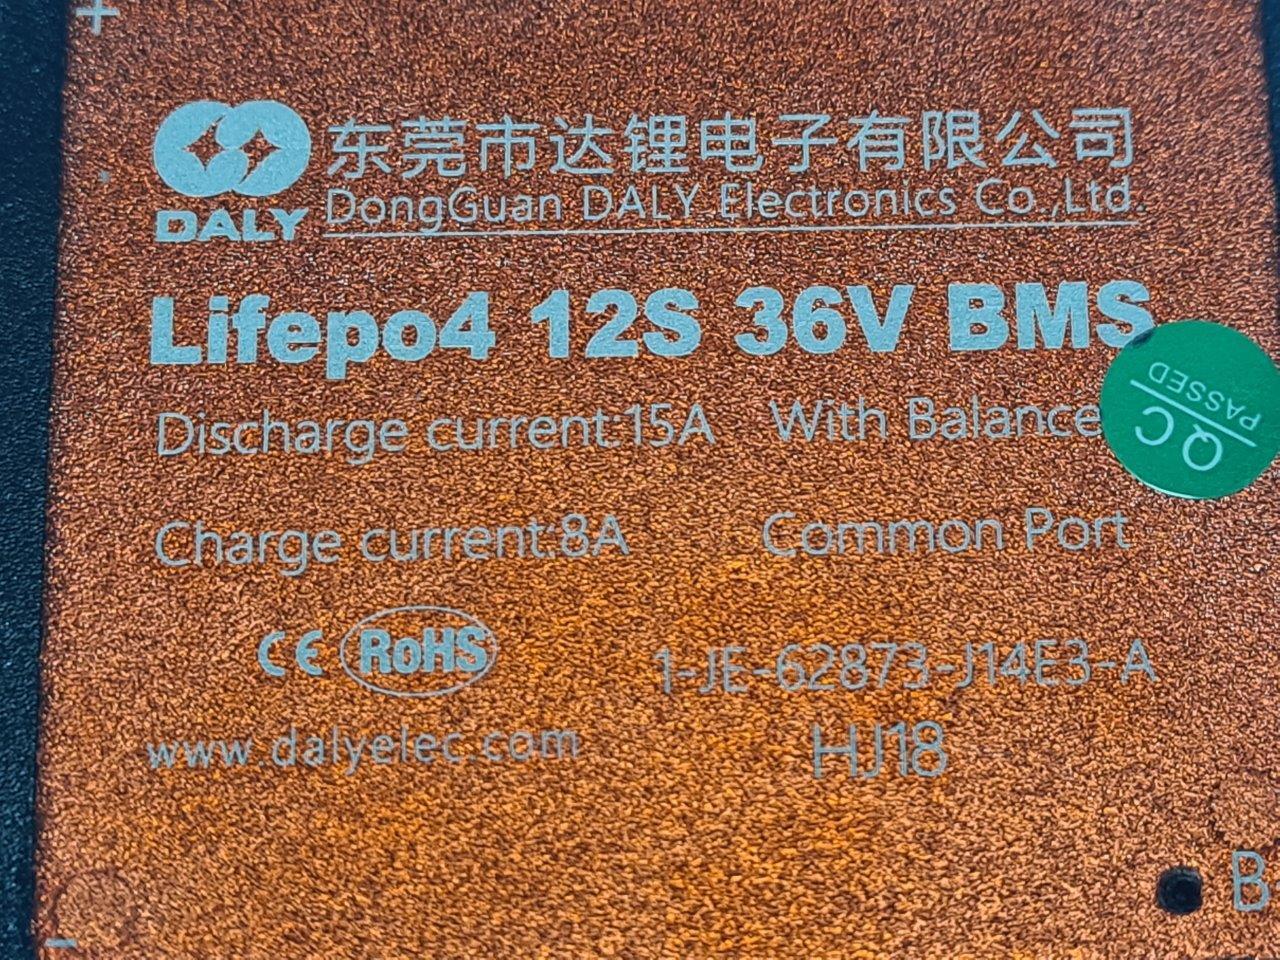 +
东莞市达锂电子有限公司
DALY
DongGuan DALY Electronics Co.,Ltd.
Lifepo4 12S 36V BMS
Discharge current:15A With Balance
QC
PASSED
Charge current:8A Common Port
CE RoHS
1-JE-62873-J14E3-A
www.dalyelec.com
HJ18
B
-